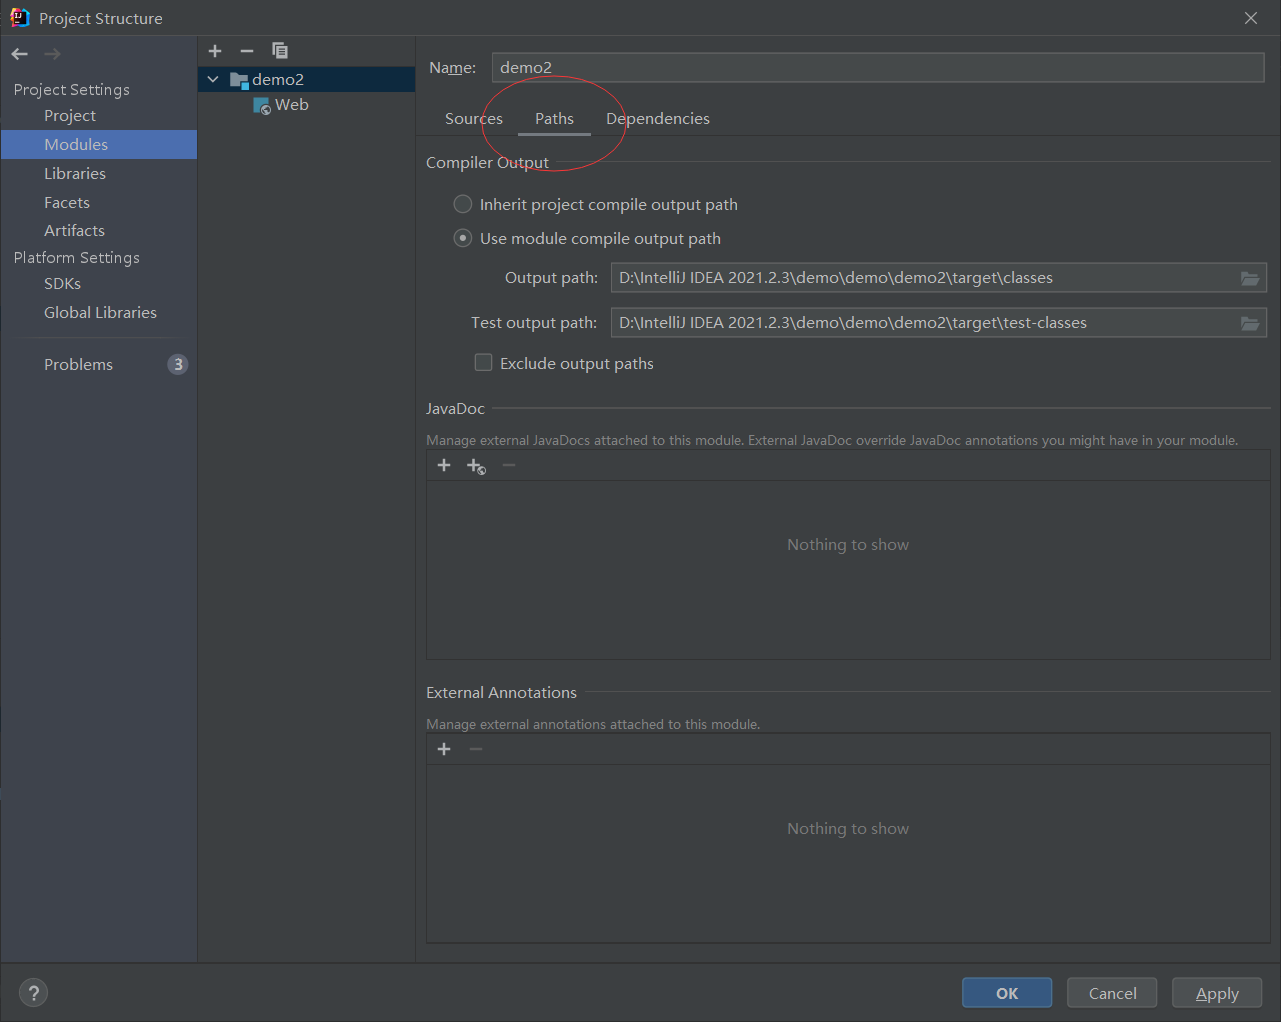 Project Structure
Project Settings
Project
Modules
Libraries
Facets
Artifacts
Platform Settings
SDKs
Global Libraries
Problems 3
demo2
Web
Name: demo2
Sources Paths Dependencies
Compiler Output
Inherit project compile output path
Use module compile output path
Output path: D:\IntelliJ IDEA 2021.2.3\demo\demo\demo2\target\classes
Test output path: D:\IntelliJ IDEA 2021.2.3\demo\demo\demo2\target\test-classes
Exclude output paths
JavaDoc
Manage external JavaDocs attached to this module. External JavaDoc override JavaDoc annotations you might have in your module.
Nothing to show
External Annotations
Manage external annotations attached to this module.
Nothing to show
? OK Cancel Apply